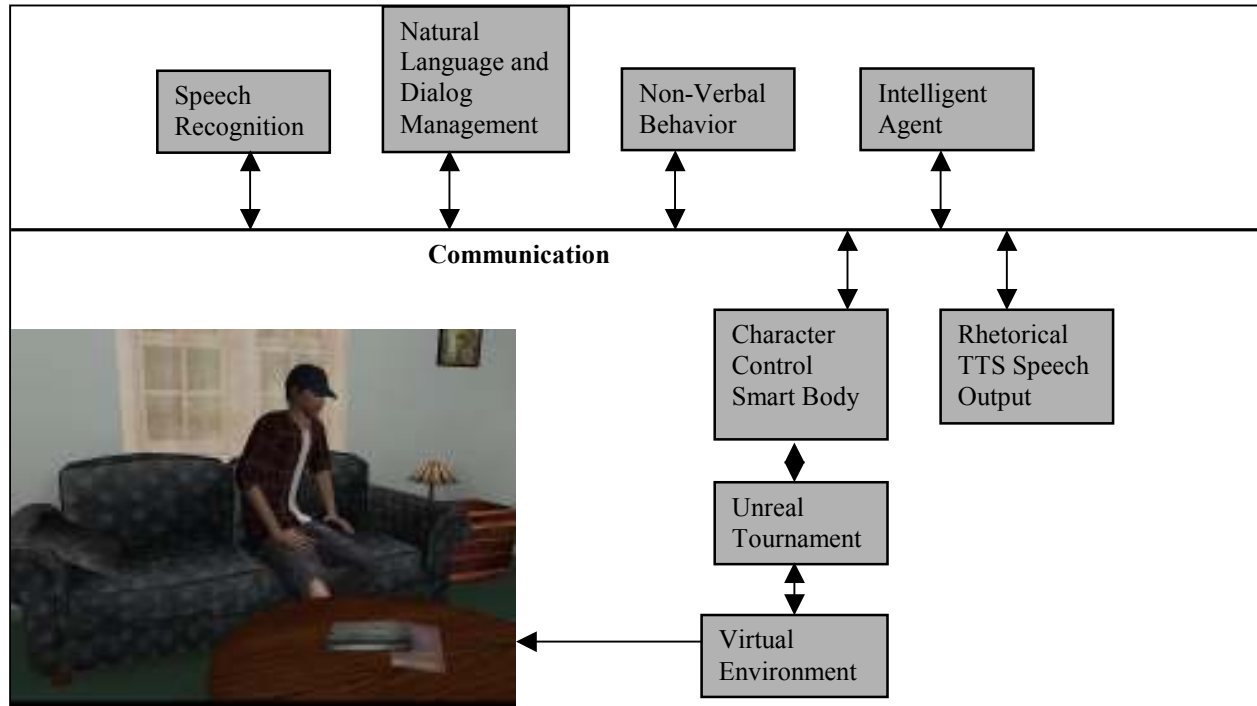 Speech
Recognition
Natural
Language and
Dialog
Management
Non-Verbal
Behavior
Intelligent
Agent
Communication
Character
Control
Smart Body
Rhetorical
TTS Speech
Output
Unreal
Tournament
Virtual
Environment